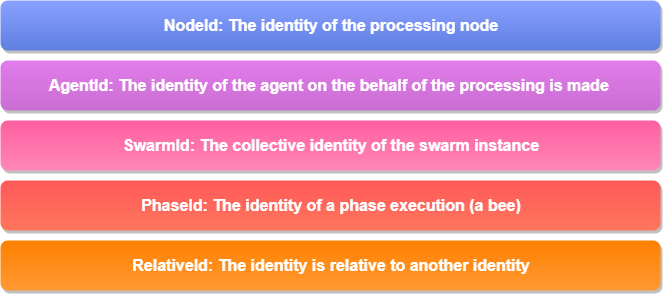 NodeId: The identity of the processing node
AgentId: The identity of the agent on the behalf of the processing is made
SwarmId: The collective identity of the swarm instance
PhaseId: The identity of a phase execution (a bee)
RelativeId: The identity is relative to another identity